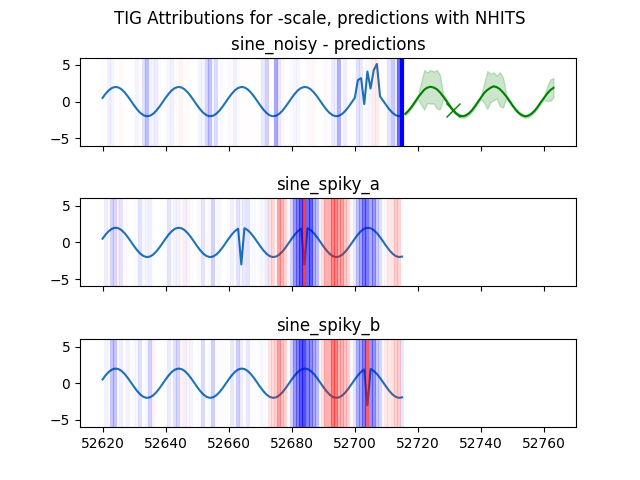 TIG Attributions for -scale, predictions with NHITS
sine_noisy - predictions
5
0
−5
sine_spiky_a
5
0
−5
sine_spiky_b
5
0
−5
52620 52640 52660 52680 52700 52720 52740 52760